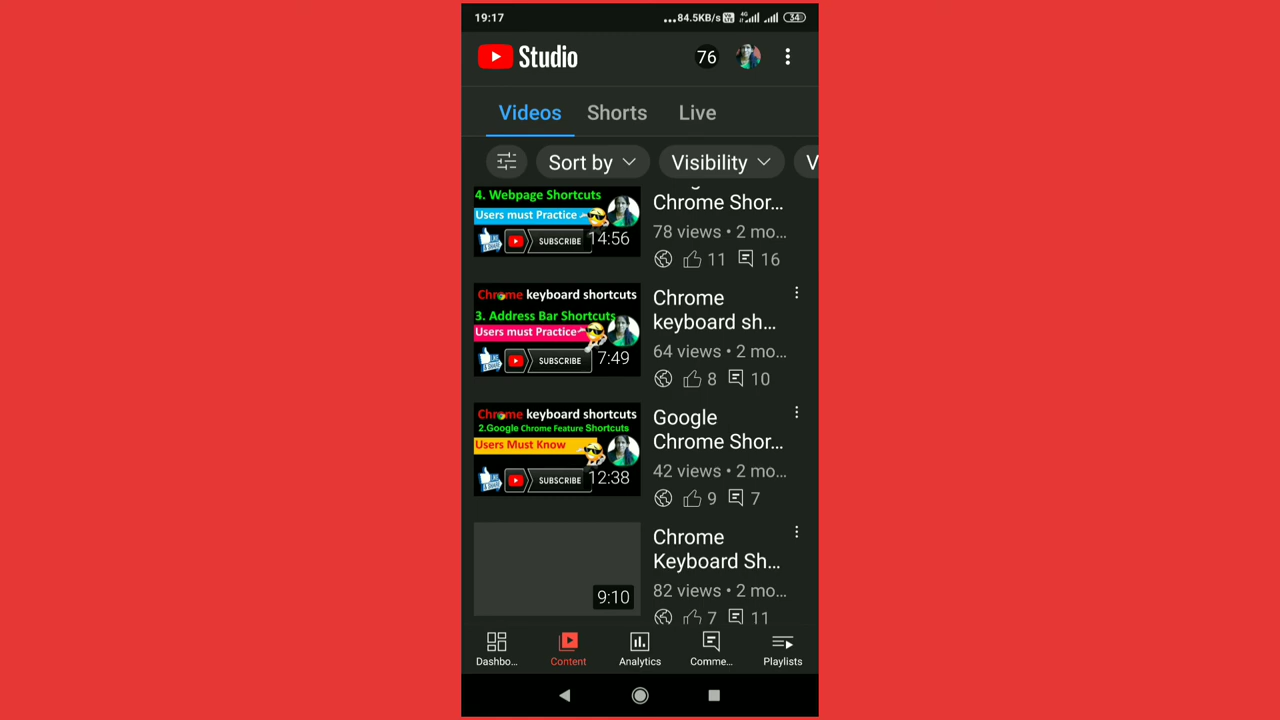 19:17
...84.5KB/s 4G 34
Studio
76
Videos Shorts Live
Sort by Visibility V
4. Webpage Shortcuts
Users must Practice
SUBSCRIBE 14:56
Chrome Shor...
78 views • 2 mo...
11 16
Chrome keyboard shortcuts
3. Address Bar Shortcuts
Users must Practice
SUBSCRIBE 7:49
Chrome
keyboard sh...
64 views • 2 mo...
8 10
Chrome keyboard shortcuts
2.Google Chrome Feature Shortcuts
Users Must Know
SUBSCRIBE 12:38
Google
Chrome Shor...
42 views • 2 mo...
9 7
9:10
Chrome
Keyboard Sh...
82 views • 2 mo...
7 11
Dashbo... Content Analytics Comme... Playlists